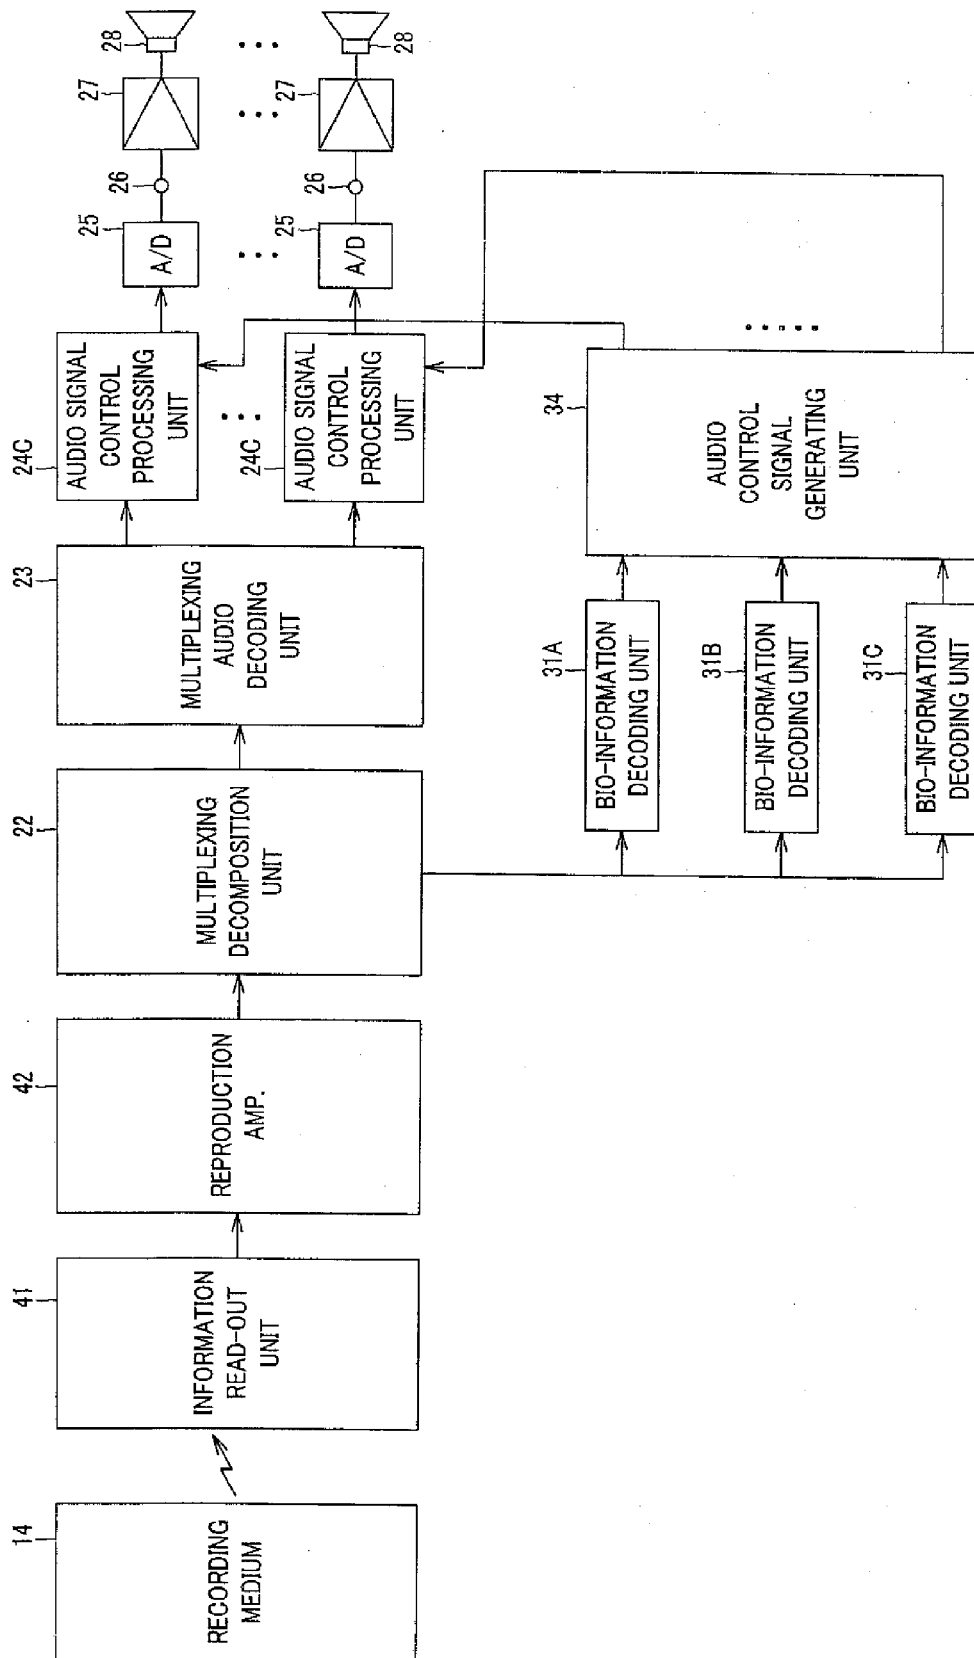 14
RECORDING
MEDIUM
41
INFORMATION
READ-OUT
UNIT
42
REPRODUCTION
AMP.
22
MULTIPLEXING
DECOMPOSITION
UNIT
23
MULTIPLEXING
AUDIO
DECODING
UNIT
24C
AUDIO SIGNAL
CONTROL
PROCESSING
UNIT
25
A/D
26
27
28
24C
AUDIO SIGNAL
CONTROL
PROCESSING
UNIT
25
A/D
26
27
28
31A
BIO-INFORMATION
DECODING UNIT
31B
BIO-INFORMATION
DECODING UNIT
31C
BIO-INFORMATION
DECODING UNIT
34
AUDIO
CONTROL
SIGNAL
GENERATING
UNIT